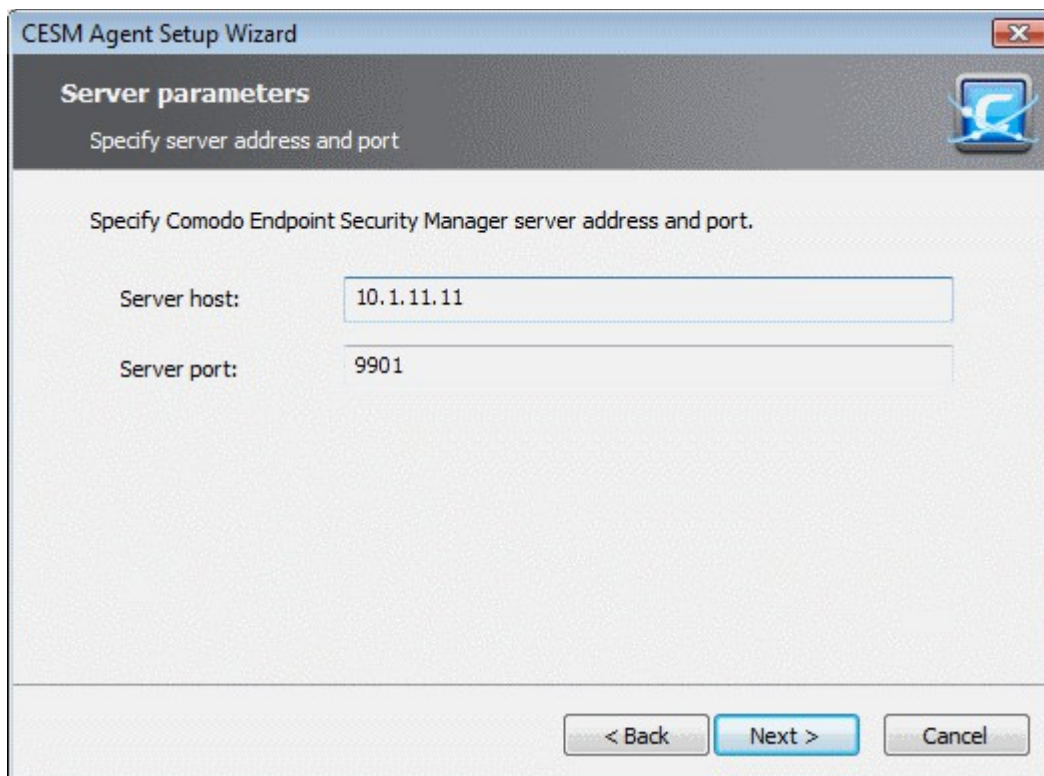 CESM Agent Setup Wizard
Server parameters
Specify server address and port
Specify Comodo Endpoint Security Manager server address and port.
Server host: 10.1.11.11
Server port: 9901
< Back Next > Cancel